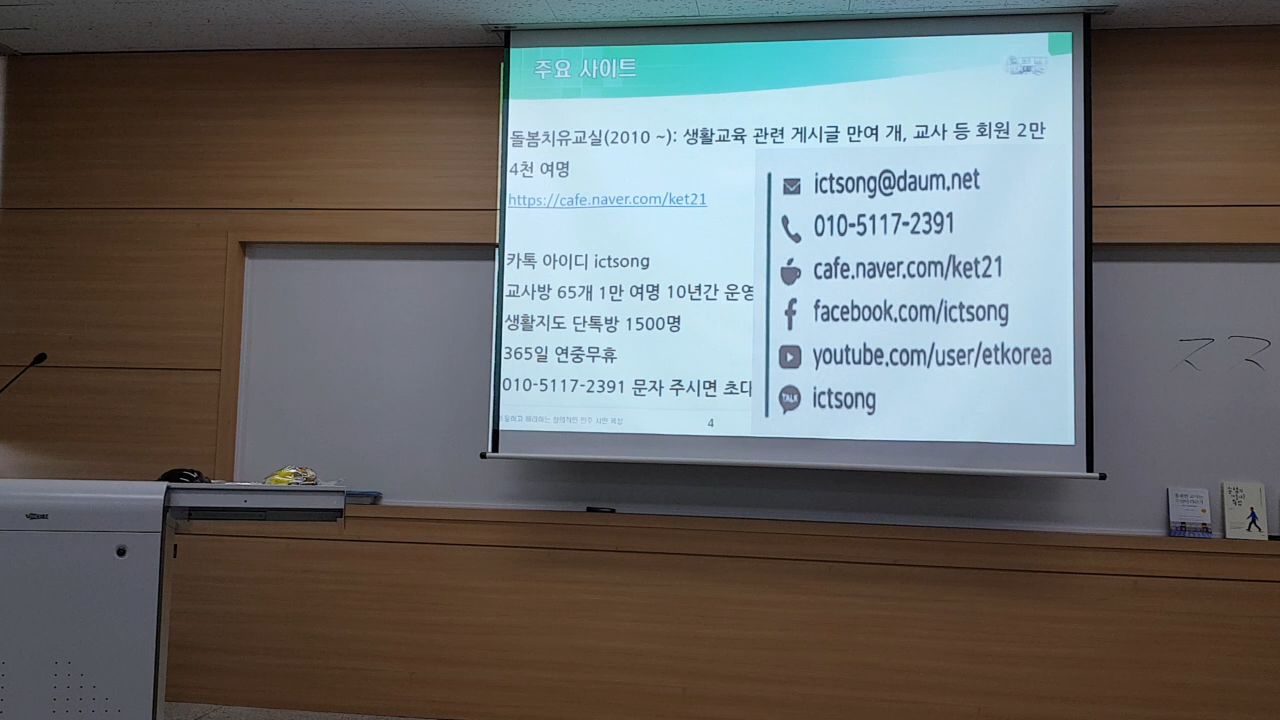 주요 사이트
돌봄치유교실(2010 ~): 생활교육 관련 게시글 만여 개, 교사 등 회원 2만
4천 여명
https://cafe.naver.com/ket21
카톡 아이디 ictsong
교사방 65개 1만 여명 10년간 운영
생활지도 단톡방 1500명
365일 연중무휴
010-5117-2391 문자 주시면 초대
4
ictsong@daum.net
010-5117-2391
cafe.naver.com/ket21
facebook.com/ictsong
youtube.com/user/etkorea
TALK
ictsong